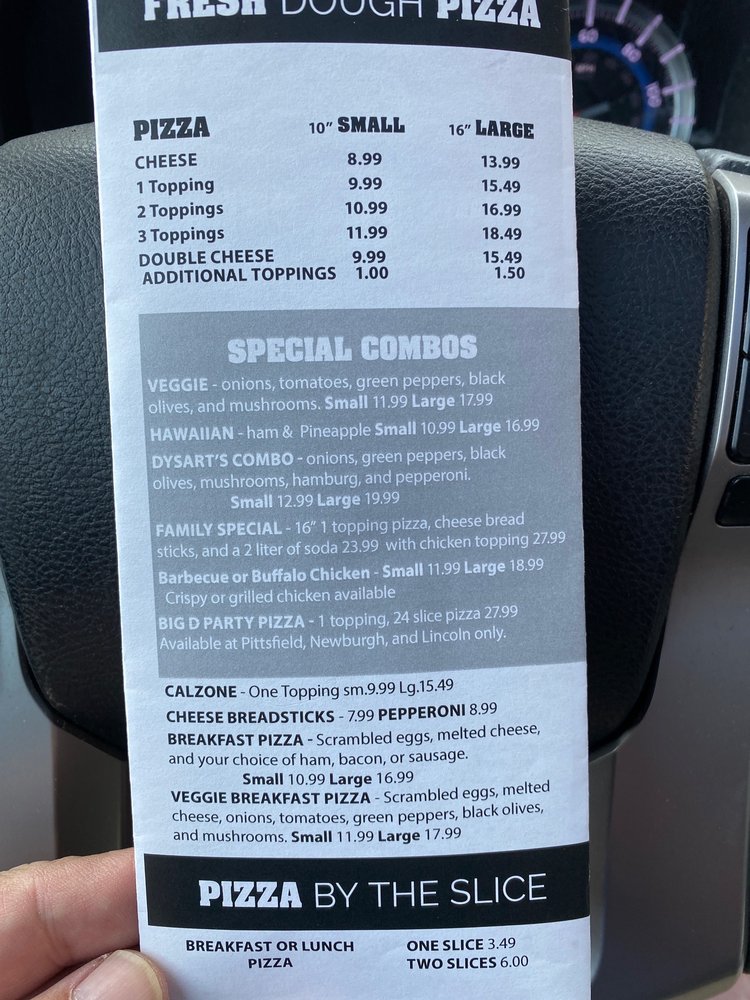 FRESH DOUGH PIZZA
PIZZA 10" SMALL 16" LARGE
CHEESE 8.99 13.99
1 Topping 9.99 15.49
2 Toppings 10.99 16.99
3 Toppings 11.99 18.49
DOUBLE CHEESE 9.99 15.49
ADDITIONAL TOPPINGS 1.00 1.50
SPECIAL COMBOS
VEGGIE - onions, tomatoes, green peppers, black
olives, and mushrooms. Small 11.99 Large 17.99
HAWAIIAN - ham & Pineapple Small 10.99 Large 16.99
DYSART'S COMBO - onions, green peppers, black
olives, mushrooms, hamburg, and pepperoni.
Small 12.99 Large 19.99
FAMILY SPECIAL - 16" 1 topping pizza, cheese bread
sticks, and a 2 liter of soda 23.99 with chicken topping 27.99
Barbecue or Buffalo Chicken - Small 11.99 Large 18.99
Crispy or grilled chicken available
BIG D PARTY PIZZA - 1 topping, 24 slice pizza 27.99
Available at Pittsfield, Newburgh, and Lincoln only.
CALZONE - One Topping sm.9.99 Lg.15.49
CHEESE BREADSTICKS - 7.99 PEPPERONI 8.99
BREAKFAST PIZZA - Scrambled eggs, melted cheese,
and your choice of ham, bacon, or sausage.
Small 10.99 Large 16.99
VEGGIE BREAKFAST PIZZA - Scrambled eggs, melted
cheese, onions, tomatoes, green peppers, black olives,
and mushrooms. Small 11.99 Large 17.99
PIZZA BY THE SLICE
BREAKFAST OR LUNCH ONE SLICE 3.49
PIZZA TWO SLICES 6.00